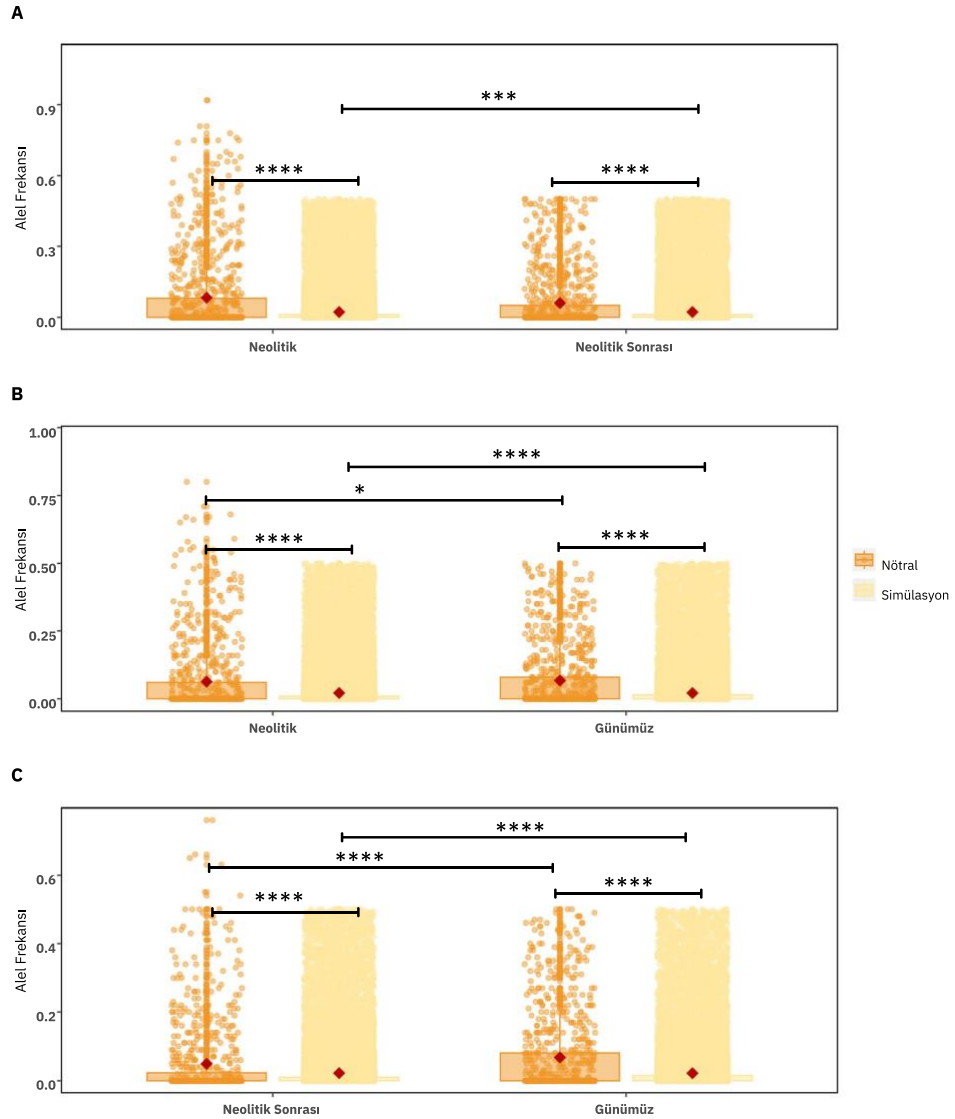 A
Alel Frekansı
0.9
0.6
0.3
0.0
***
****
****
Neolitik
Neolitik Sonrası
B
Alel Frekansı
1.00
0.75
0.50
0.25
0.00
****
*
****
****
Neolitik
Günümüz
Nötral
Simülasyon
C
Alel Frekansı
0.6
0.4
0.2
0.0
****
****
****
****
Neolitik Sonrası
Günümüz